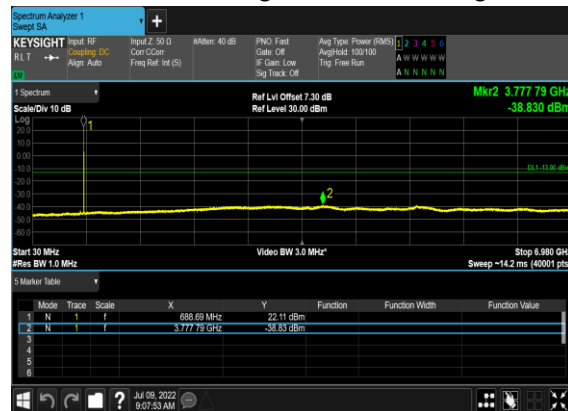 Spectrum Analyzer 1
Swept SA
+
KEYSIGHT Input: RF Input Z: 50 Ω #Atten: 40 dB PNO: Fast Avg Type: Power (RMS) 1 2 3 4 5 6
RLT Coupling: DC Corr CCorr Gate: Off Avg|Hold: 100/100 A W W W W W
Align: Auto Freq Ref: Int (S) IF Gain: Low Trig: Free Run
Sig Track: Off A N N N N N
LW
1 Spectrum Ref Lvl Offset 7.30 dB Mkr2 3.777 79 GHz
Scale/Div 10 dB Ref Level 30.00 dBm -38.830 dBm
Log
1
20.0
10.0
0.00
-10.0
DL1 -13.00 dBm
-20.0
-30.0
2
-40.0
-50.0
-60.0
Start 30 MHz Video BW 3.0 MHz* Stop 6.980 GHz
#Res BW 1.0 MHz Sweep ~14.2 ms (40001 pts)
5 Marker Table
Mode Trace Scale X Y Function Function Width Function Value
1 N 1 f 688.69 MHz 22.11 dBm
2 N 1 f 3.777 79 GHz -38.83 dBm
3
4
5
6
? Jul 09, 2022
9:07:53 AM